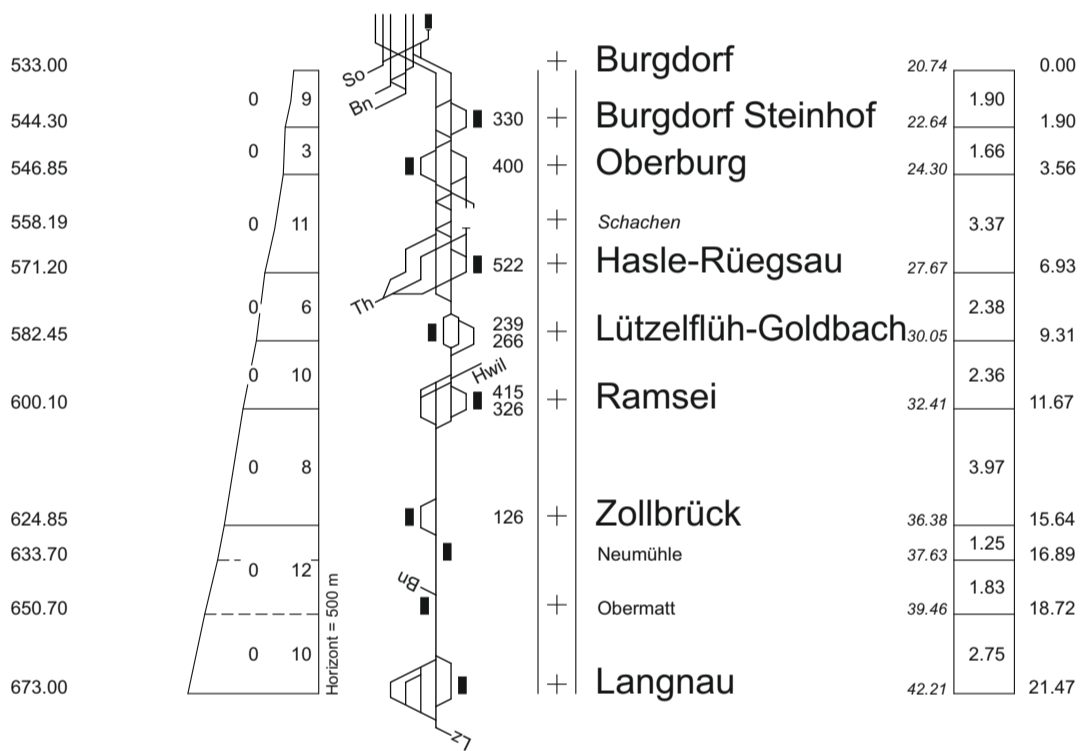 So
533.00 Burgdorf 20.74 0.00
0 9 1.90
Bn
544.30 330 Burgdorf Steinhof 22.64 1.90
0 3 1.66
546.85 400 Oberburg 24.30 3.56
558.19 0 11 Schachen 3.37
571.20 522 Hasle-Rüegsau 27.67 6.93
Th
0 6 2.38
239
582.45 266 Lützelflüh-Goldbach 30.05 9.31
Hwil
0 10 2.36
415
600.10 326 Ramsei 32.41 11.67
0 8 3.97
624.85 126 Zollbrück 36.38 15.64
1.25
633.70 Neumühle 37.63 16.89
0 12 Bn 1.83
650.70 Obermatt 39.46 18.72
0 10 2.75
Horizont = 500 m
673.00 Langnau 42.21 21.47
Lz